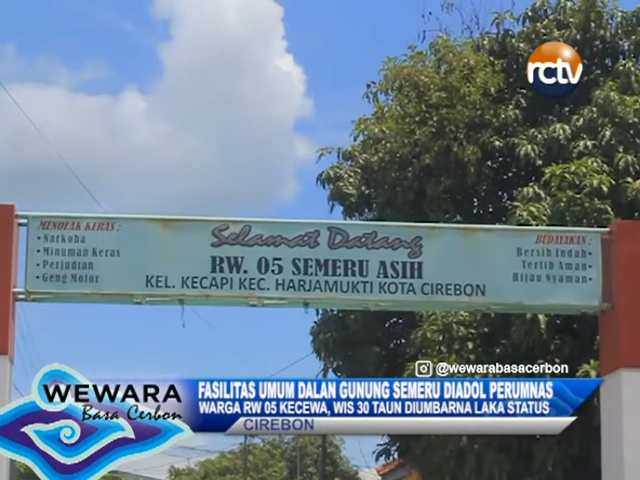 rctv
MENOLAK KERAS :
• Narkoba
• Minuman Keras
• Perjudian
• Geng Motor
Selamat Datang
RW. 05 SEMERU ASIH
KEL. KECAPI KEC. HARJAMUKTI KOTA CIREBON
BUDAYAKAN :
Bersih Indah •
Tertib Aman •
Hijau Nyaman •
@wewarabasacerbon
WEWARA
Basa Cerbon
FASILITAS UMUM DALAN GUNUNG SEMERU DIADOL PERUMNAS
WARGA RW 05 KECEWA, WIS 30 TAUN DIUMBARNA LAKA STATUS
CIREBON